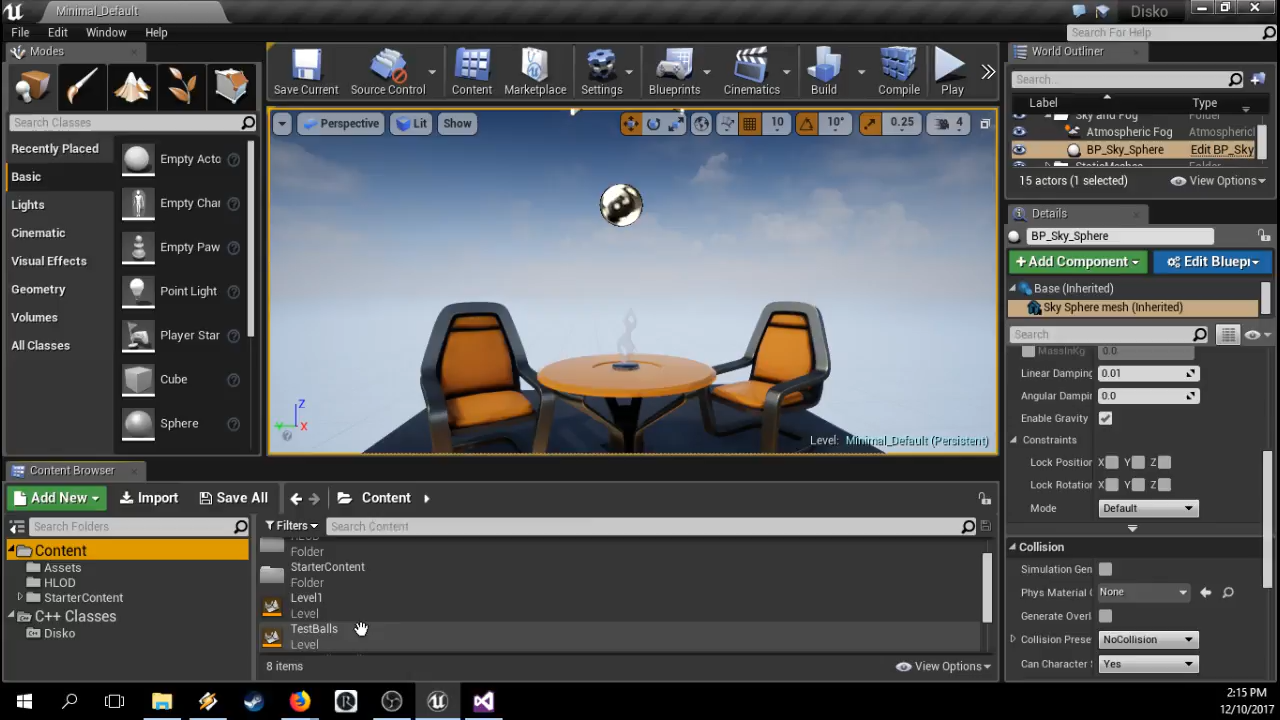 Minimal_Default
Disko
File Edit Window Help
Search For Help
Modes
Search Classes
Recently Placed
Basic
Lights
Cinematic
Visual Effects
Geometry
Volumes
All Classes
Empty Acto
Empty Char
Empty Paw
Point Light
Player Star
Cube
Sphere
Save Current
Source Control
Content
Marketplace
Settings
Blueprints
Cinematics
Build
Compile
Play
Perspective
Lit
Show
10
10°
0.25
4
Level: Minimal_Default (Persistent)
World Outliner
Search...
Label Type
Sky and Fog Folder
Atmospheric Fog Atmospheric
BP_Sky_Sphere Edit BP_Sky
StaticMeshes Folder
15 actors (1 selected)
View Options
Details
BP_Sky_Sphere
+Add Component
Edit Bluep
Base (Inherited)
Sky Sphere mesh (Inherited)
Search
MassInKg 0.0
Linear Damping 0.01
Angular Dampin 0.0
Enable Gravity
Constraints
Lock Position X Y Z
Lock Rotation X Y Z
Mode Default
Collision
Simulation Gen
Phys Material None
Generate Overl
Collision Prese NoCollision
Can Character Yes
Content Browser
Add New
Import
Save All
Content
Search Folders
Filters
Search Content
Content
Assets
HLOD
StarterContent
C++ Classes
Disko
HLOD
Folder
StarterContent
Folder
Level1
Level
TestBalls
Level
8 items
View Options
2:15 PM
12/10/2017